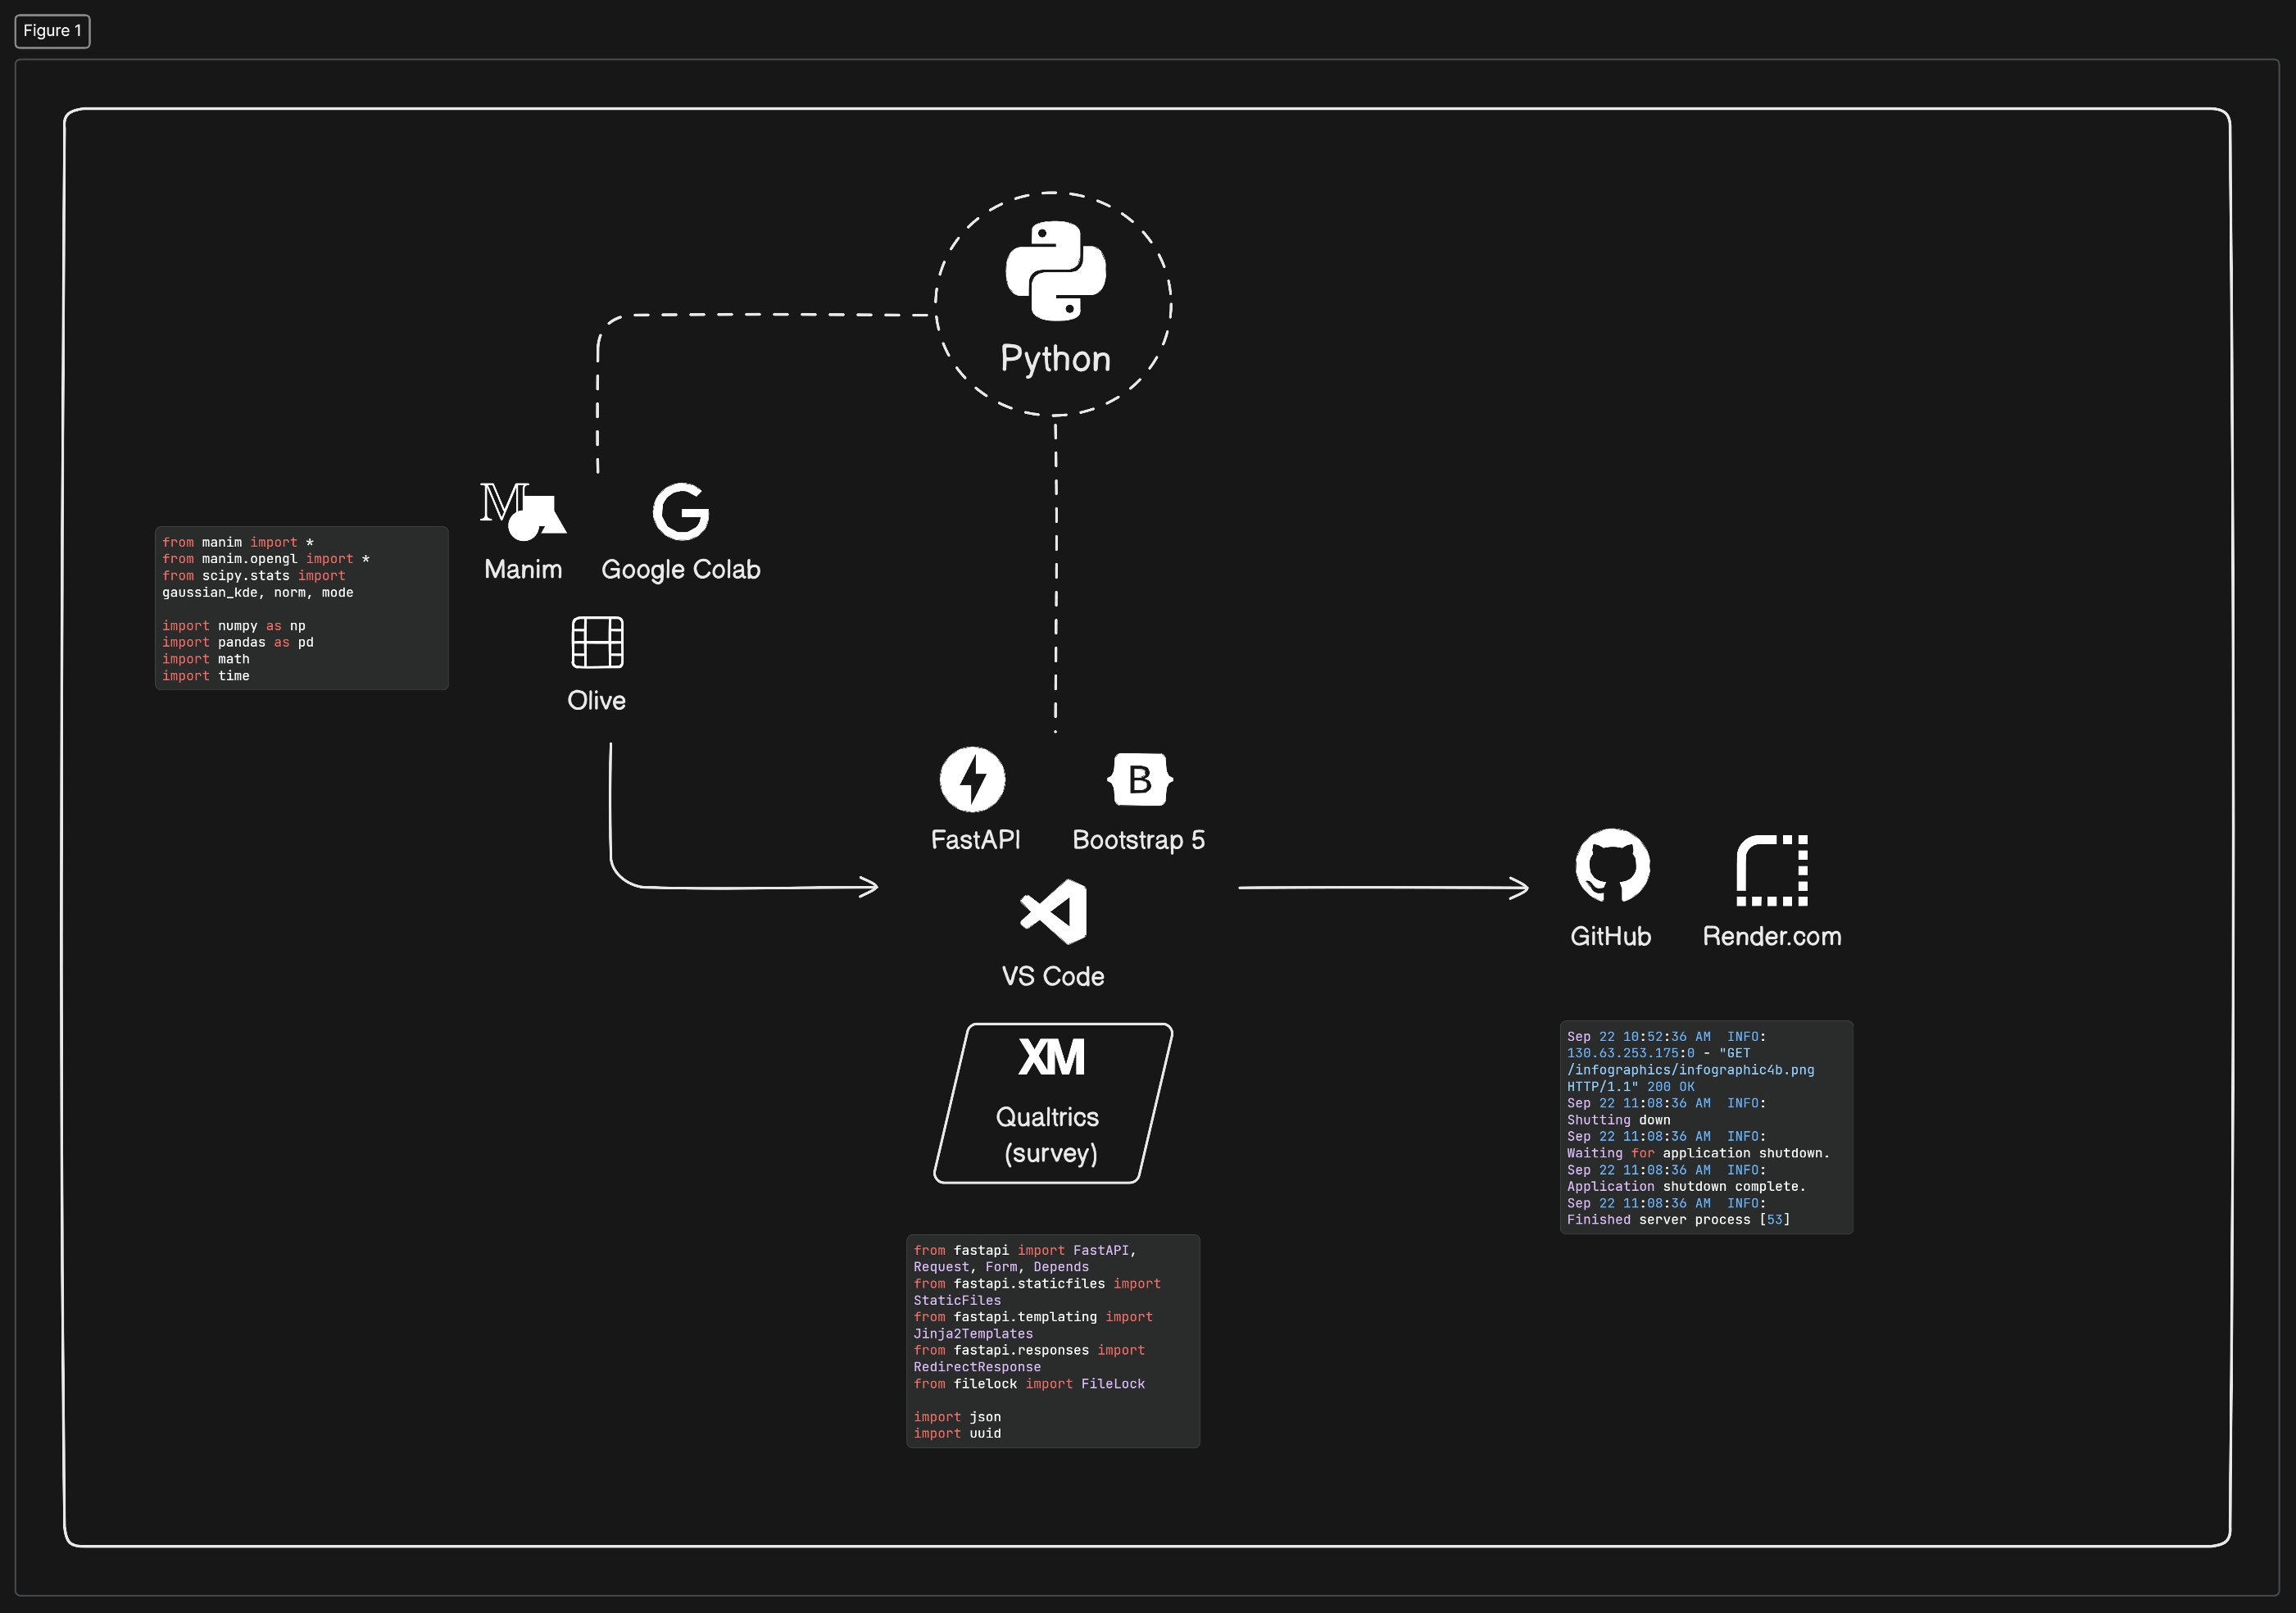 Figure 1
Python
M
Manim
Google Colab
Olive
from manim import *
from manim.opengl import *
from scipy.stats import
gaussian_kde, norm, mode
import numpy as np
import pandas as pd
import math
import time
FastAPI
B
Bootstrap 5
VS Code
XM
Qualtrics
(survey)
from fastapi import FastAPI,
Request, Form, Depends
from fastapi.staticfiles import
StaticFiles
from fastapi.templating import
Jinja2Templates
from fastapi.responses import
RedirectResponse
from filelock import FileLock
import json
import uuid
GitHub
Render.com
Sep 22 10:52:36 AM  INFO:
130.63.253.175:0 - "GET
/infographics/infographic4b.png
HTTP/1.1" 200 OK
Sep 22 11:08:36 AM  INFO:
Shutting down
Sep 22 11:08:36 AM  INFO:
Waiting for application shutdown.
Sep 22 11:08:36 AM  INFO:
Application shutdown complete.
Sep 22 11:08:36 AM  INFO:
Finished server process [53]